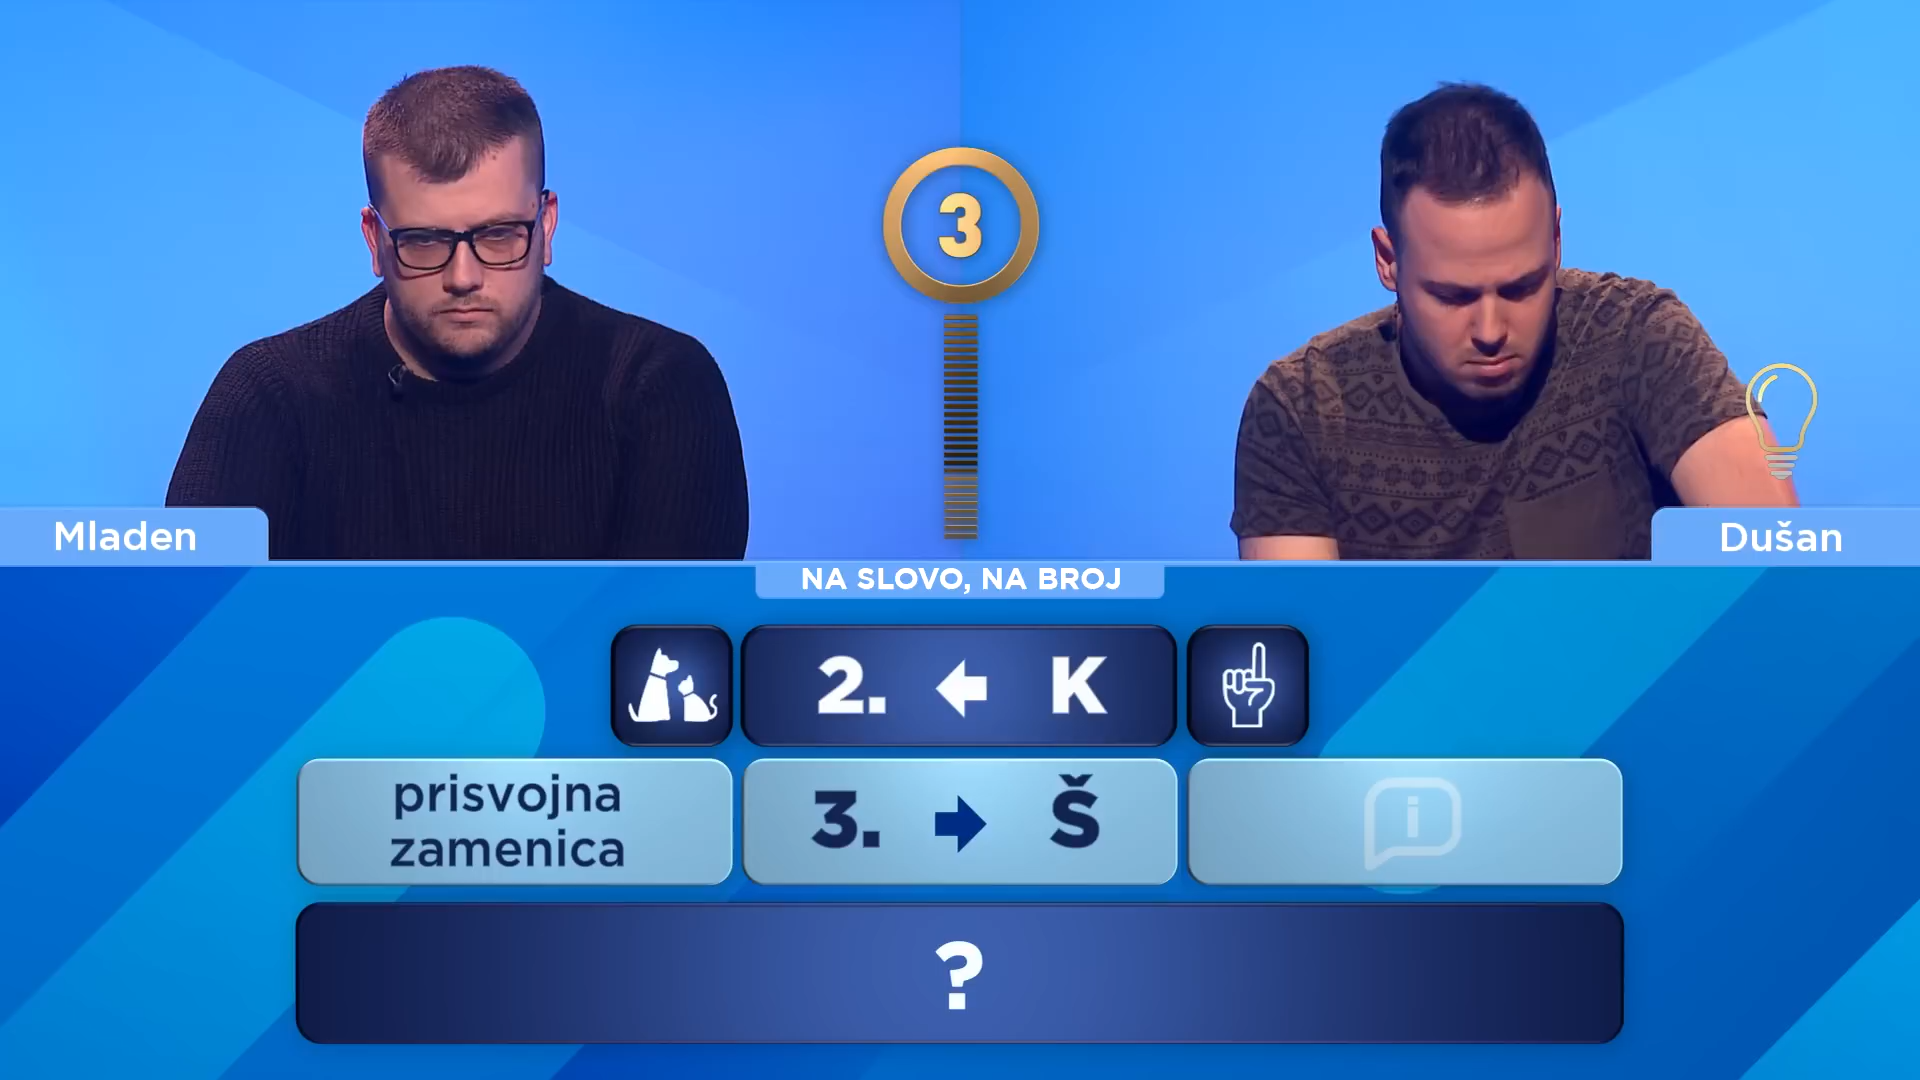 3
Mladen
Dušan
NA SLOVO, NA BROJ
2. ← K
prisvojna
zamenica
3. → Š
i
?